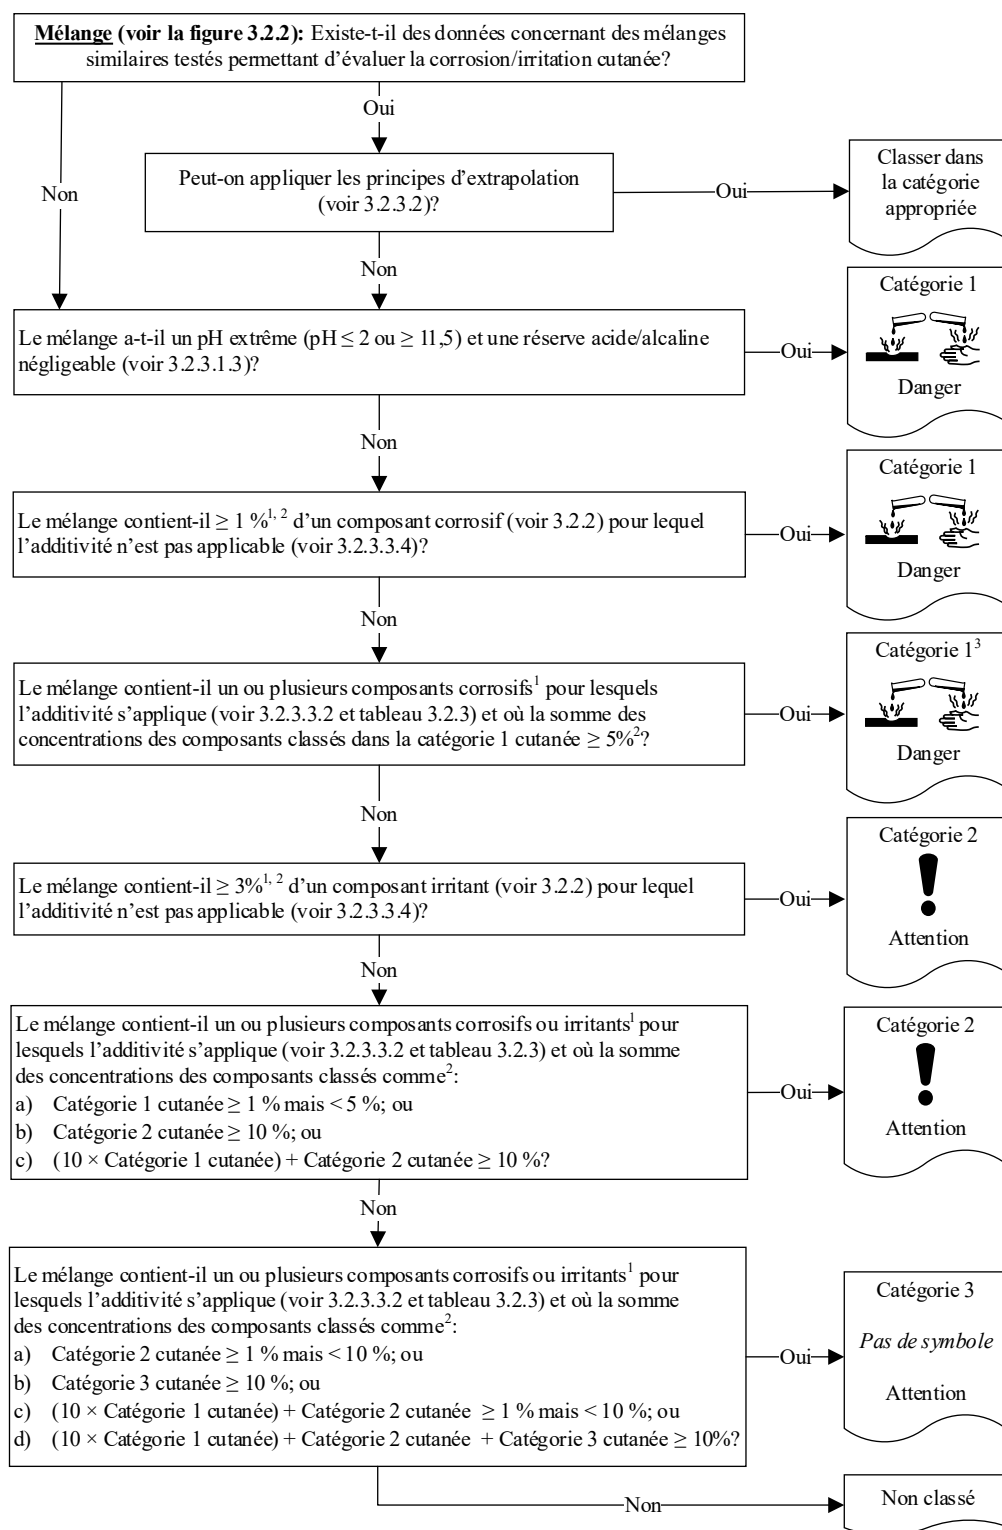 Mélange (voir la figure 3.2.2): Existe-t-il des données concernant des mélanges
similaires testés permettant d'évaluer la corrosion/irritation cutanée?
Oui
Non
Peut-on appliquer les principes d'extrapolation
(voir 3.2.3.2)?
Oui
Classer dans
la catégorie
appropriée
Non
Le mélange a-t-il un pH extrême (pH ≤ 2 ou ≥ 11,5) et une réserve acide/alcaline
négligeable (voir 3.2.3.1.3)?
Oui
Catégorie 1
Danger
Non
Le mélange contient-il ≥ 1 %1, 2 d'un composant corrosif (voir 3.2.2) pour lequel
l'additivité n'est pas applicable (voir 3.2.3.3.4)?
Oui
Catégorie 1
Danger
Non
Le mélange contient-il un ou plusieurs composants corrosifs1 pour lesquels
l'additivité s'applique (voir 3.2.3.3.2 et tableau 3.2.3) et où la somme des
concentrations des composants classés dans la catégorie 1 cutanée ≥ 5%2?
Oui
Catégorie 13
Danger
Non
Le mélange contient-il ≥ 3%1, 2 d'un composant irritant (voir 3.2.2) pour lequel
l'additivité n'est pas applicable (voir 3.2.3.3.4)?
Oui
Catégorie 2
Attention
Non
Le mélange contient-il un ou plusieurs composants corrosifs ou irritants1 pour
lesquels l'additivité s'applique (voir 3.2.3.3.2 et tableau 3.2.3) et où la somme
des concentrations des composants classés comme2:
a) Catégorie 1 cutanée ≥ 1 % mais < 5 %; ou
b) Catégorie 2 cutanée ≥ 10 %; ou
c) (10 × Catégorie 1 cutanée) + Catégorie 2 cutanée ≥ 10 %?
Oui
Catégorie 2
Attention
Non
Le mélange contient-il un ou plusieurs composants corrosifs ou irritants1 pour
lesquels l'additivité s'applique (voir 3.2.3.3.2 et tableau 3.2.3) et où la somme
des concentrations des composants classés comme2:
a) Catégorie 2 cutanée ≥ 1 % mais < 10 %; ou
b) Catégorie 3 cutanée ≥ 10 %; ou
c) (10 × Catégorie 1 cutanée) + Catégorie 2 cutanée ≥ 1 % mais < 10 %; ou
d) (10 × Catégorie 1 cutanée) + Catégorie 2 cutanée + Catégorie 3 cutanée ≥ 10%?
Oui
Catégorie 3
Pas de symbole
Attention
Non
Non classé